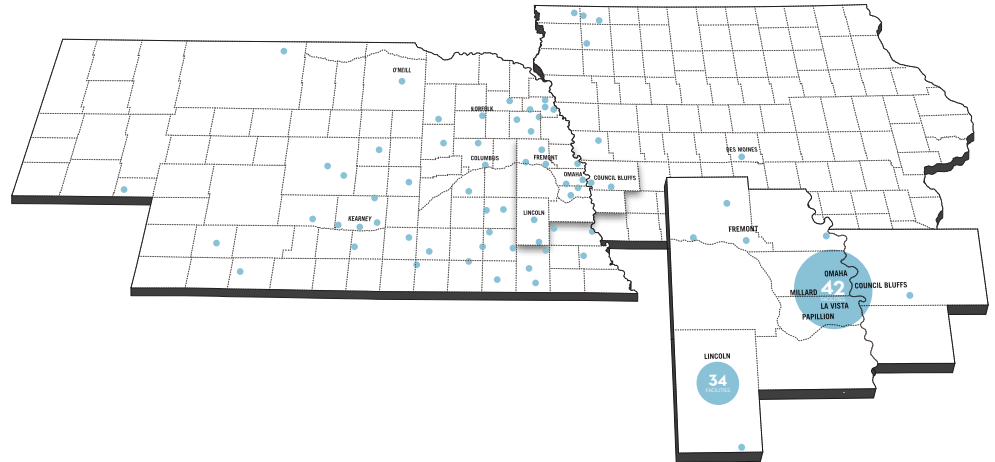 O'NEILL
NORFOLK
COLUMBUS
FREMONT
OMAHA
COUNCIL BLUFFS
LINCOLN
KEARNEY
DES MOINES
FREMONT
OMAHA
42
MILLARD
COUNCIL BLUFFS
LA VISTA
PAPILLION
LINCOLN
34
FACILITIES